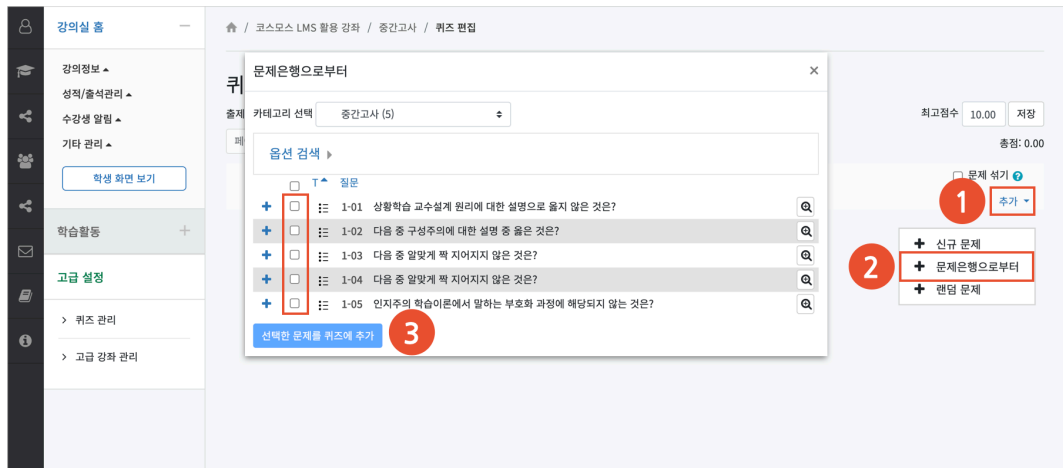 강의실 홈
강의정보
성적/출석관리
수강생 알림
기타 관리
학생 화면 보기
학습활동
고급 설정
> 퀴즈 관리
> 고급 강좌 관리
/ 코스모스 LMS 활용 강좌 / 중간고사 / 퀴즈 편집
퀴
출제
페
문제은행으로부터 ×
카테고리 선택 중간고사 (5)
옵션 검색
T 질문
1-01 상황학습 교수설계 원리에 대한 설명으로 옳지 않은 것은?
1-02 다음 중 구성주의에 대한 설명 중 옳은 것은?
1-03 다음 중 알맞게 짝 지어지지 않은 것은?
1-04 다음 중 알맞게 짝 지어지지 않은 것은?
1-05 인지주의 학습이론에서 말하는 부호화 과정에 해당되지 않는 것은?
선택한 문제를 퀴즈에 추가
3
최고점수 10.00 저장
총점: 0.00
문제 섞기
1
추가
신규 문제
2
문제은행으로부터
랜덤 문제